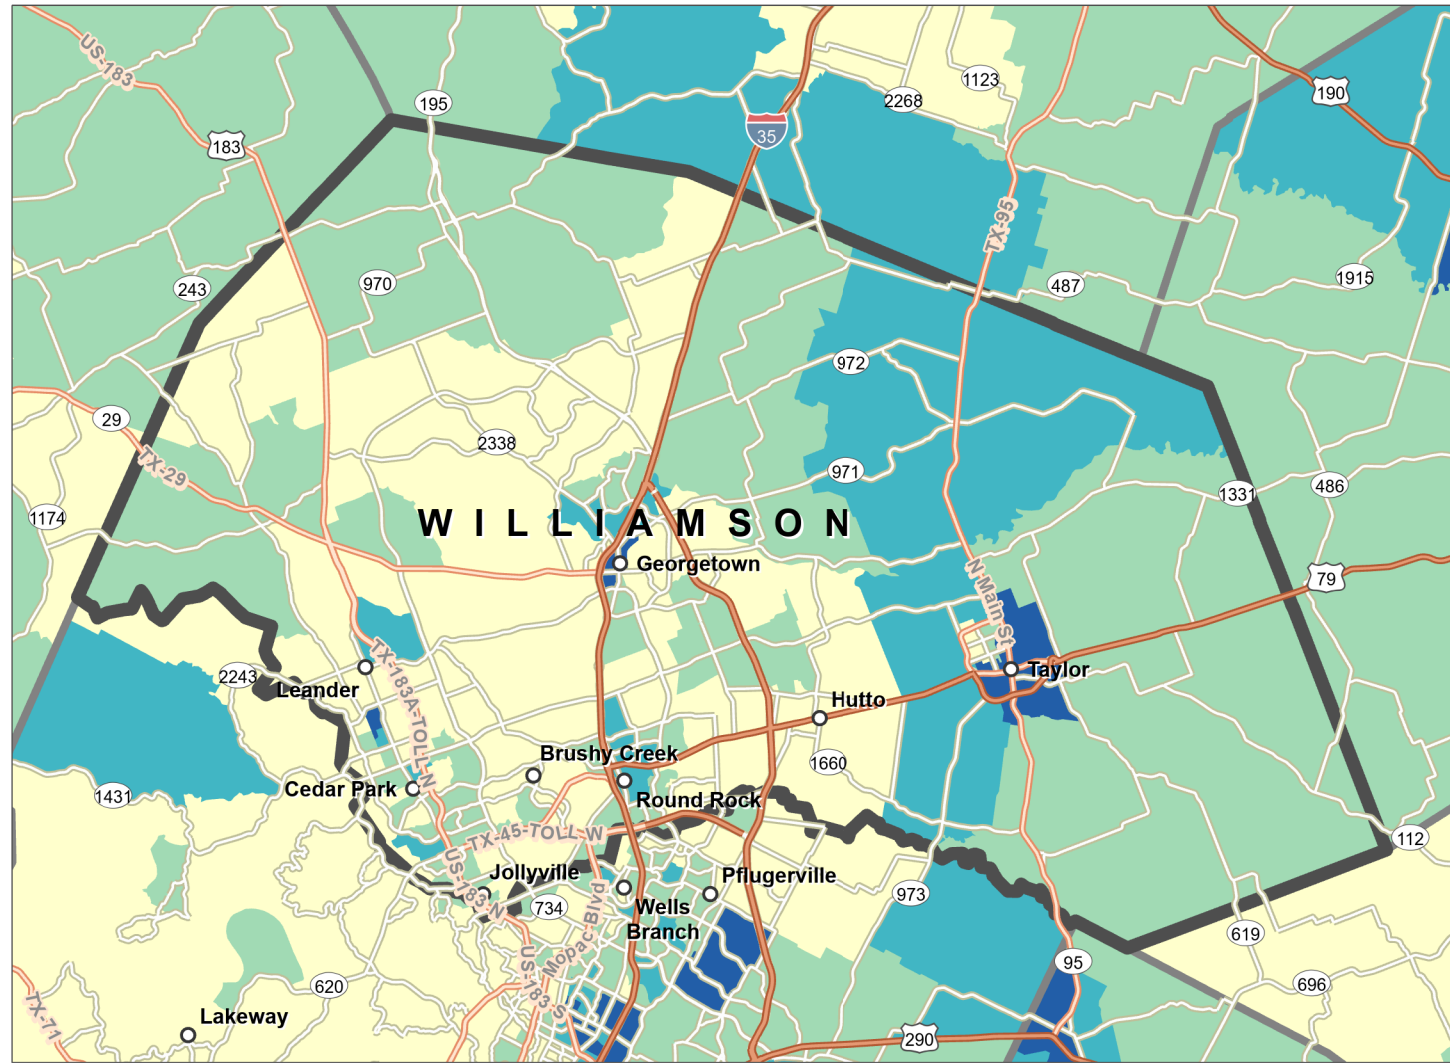 US-183
195
1123
2268
190
35
183
TX-95
243
970
487
1915
972
29
2338
TX-29
971
486
1331
1174
WILLIAMSON
Georgetown
N Main St
79
2243
Leander
TX-183A-TOLL N
Taylor
Hutto
Brushy Creek
1660
Cedar Park
1431
Round Rock
TX-45-TOLL W
112
US-183 N
Jollyville
Pflugerville
734
973
Wells
Branch
Mopac Blvd
619
95
US-183 S
620
696
TX-71
Lakeway
290